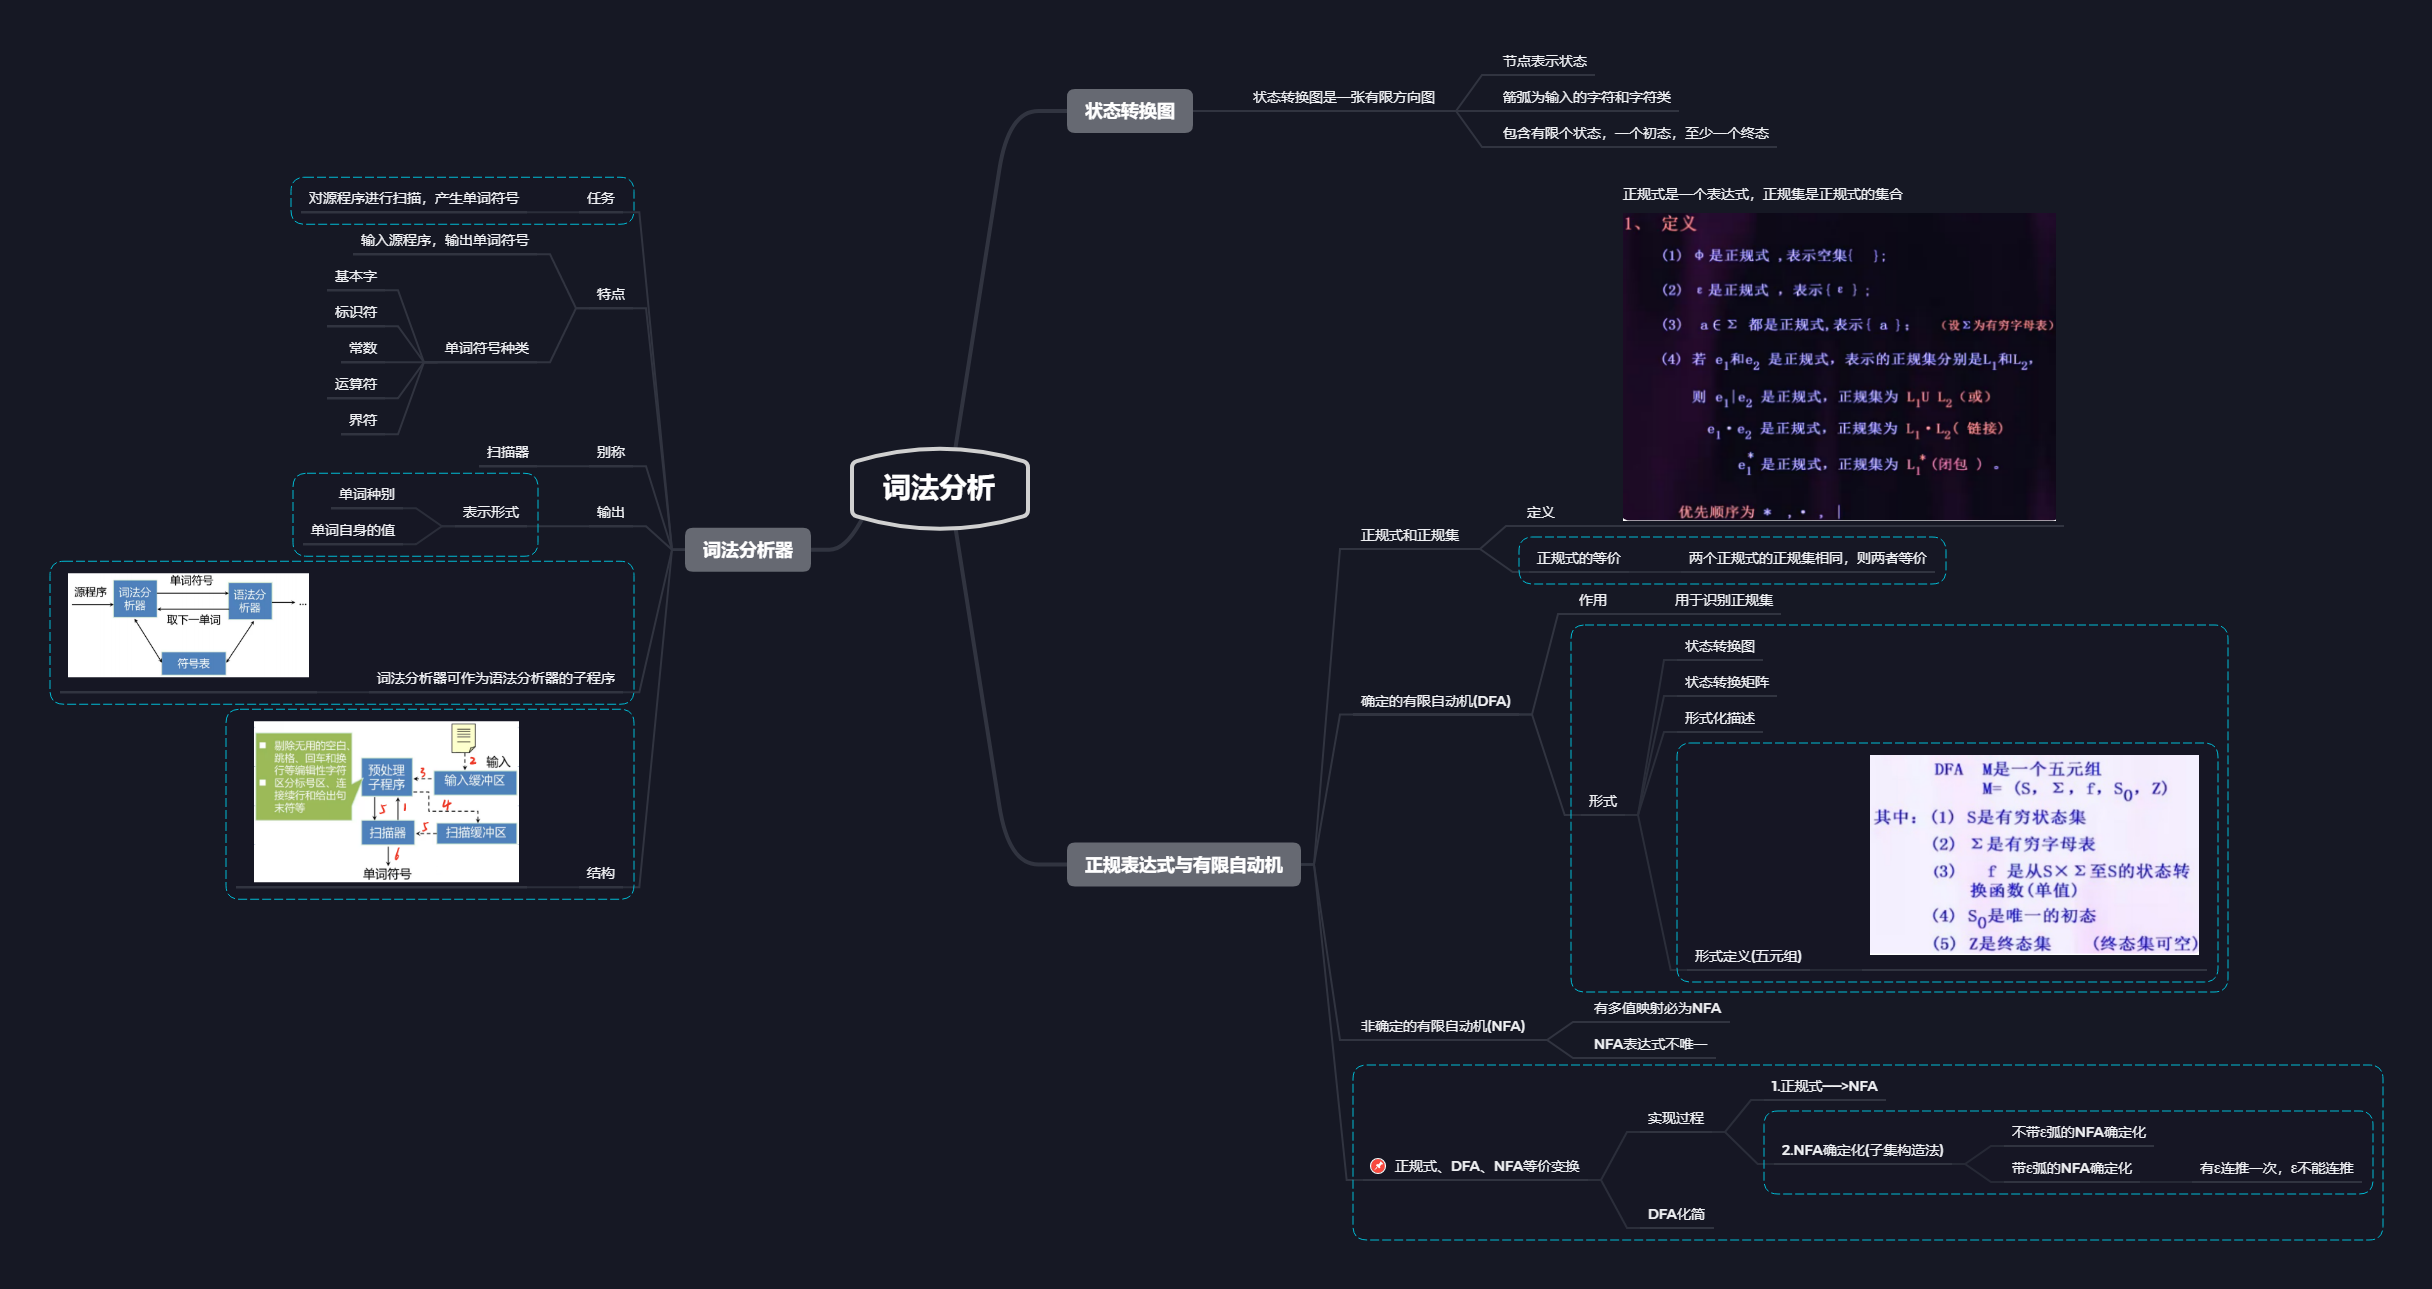 词法分析
状态转换图
状态转换图是一张有限方向图
节点表示状态
箭弧为输入的字符和字符类
包含有限个状态，一个初态，至少一个终态
词法分析器
对源程序进行扫描，产生单词符号 任务
特点
输入源程序，输出单词符号
单词符号种类
基本字
标识符
常数
运算符
界符
扫描器 别称
输出
表示形式
单词种别
单词自身的值
词法分析器可作为语法分析器的子程序
源程序
词法分
析器
单词符号
取下一单词
语法分
析器
...
符号表
结构
剔除无用的空白、
跳格、回车和换
行等编辑性字符
区分标号区、连
接续行和给出句
末符等
预处理
子程序
2
输入
3
输入缓冲区
4
5
1
扫描器
5
扫描缓冲区
6
单词符号
正规表达式与有限自动机
正规式和正规集
定义
正规式是一个表达式，正规集是正规式的集合
1、 定义
(1) Φ 是正规式 ,表示空集{ };
(2) ε 是正规式 ，表示{ ε };
(3) a∈Σ 都是正规式,表示{ a }; （设Σ为有穷字母表）
(4) 若 e1和e2 是正规式，表示的正规集分别是L1和L2，
则 e1|e2 是正规式，正规集为 L1U L2（或）
e1·e2 是正规式，正规集为 L1·L2( 链接)
e1* 是正规式，正规集为 L1*(闭包 ) 。
优先顺序为 * ，· ，|
正规式的等价 两个正规式的正规集相同，则两者等价
确定的有限自动机(DFA)
作用 用于识别正规集
形式
状态转换图
状态转换矩阵
形式化描述
形式定义(五元组)
DFA M是一个五元组
M= (S, Σ, f, S0, Z)
其中：(1) S是有穷状态集
(2) Σ是有穷字母表
(3) f 是从S×Σ至S的状态转
换函数(单值)
(4) S0是唯一的初态
(5) Z是终态集 (终态集可空)
非确定的有限自动机(NFA)
有多值映射必为NFA
NFA表达式不唯一
正规式、DFA、NFA等价变换
实现过程
1.正规式—>NFA
2.NFA确定化(子集构造法)
不带ε弧的NFA确定化
带ε弧的NFA确定化 有ε连推一次，ε不能连推
DFA化简